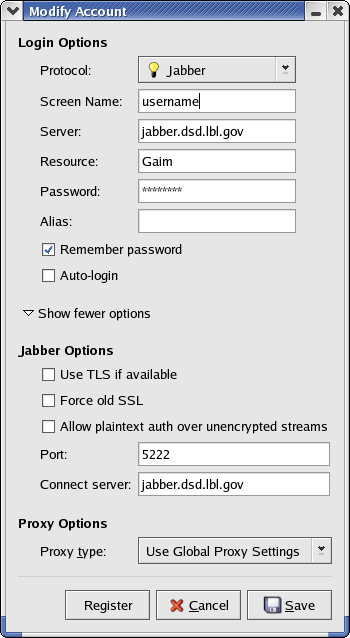 Modify Account
Login Options
Protocol: Jabber
Screen Name: username
Server: jabber.dsd.lbl.gov
Resource: Gaim
Password: ********
Alias:
Remember password
Auto-login
Show fewer options
Jabber Options
Use TLS if available
Force old SSL
Allow plaintext auth over unencrypted streams
Port: 5222
Connect server: jabber.dsd.lbl.gov
Proxy Options
Proxy type: Use Global Proxy Settings
Register Cancel Save